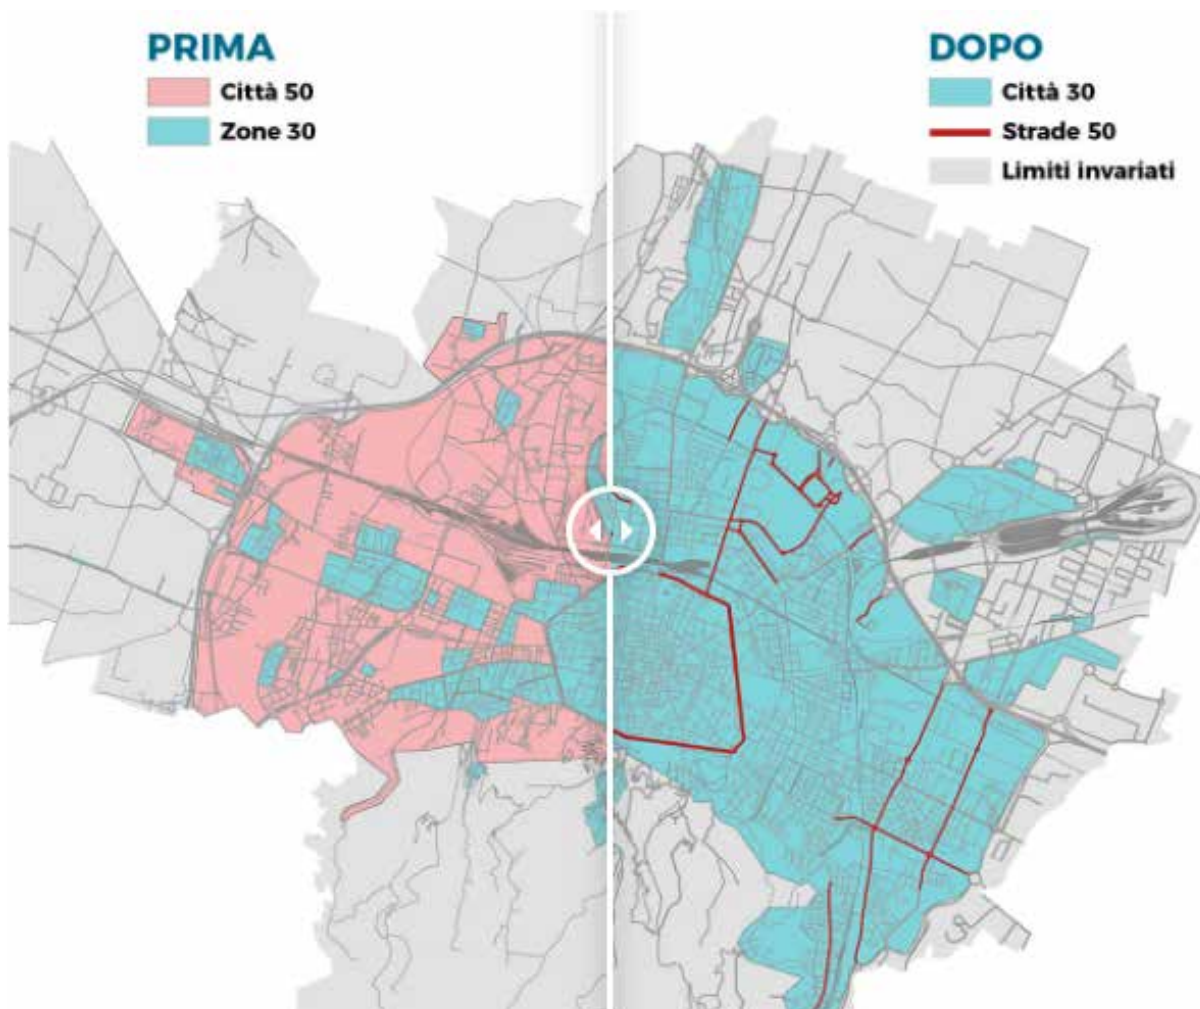 PRIMA
Città 50
Zone 30
DOPO
Città 30
Strade 50
Limiti invariati